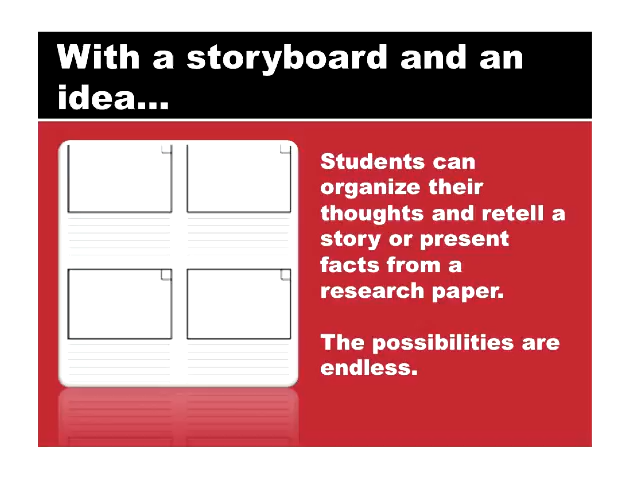 With a storyboard and an
idea...
Students can
organize their
thoughts and retell a
story or present
facts from a
research paper.
The possibilities are
endless.